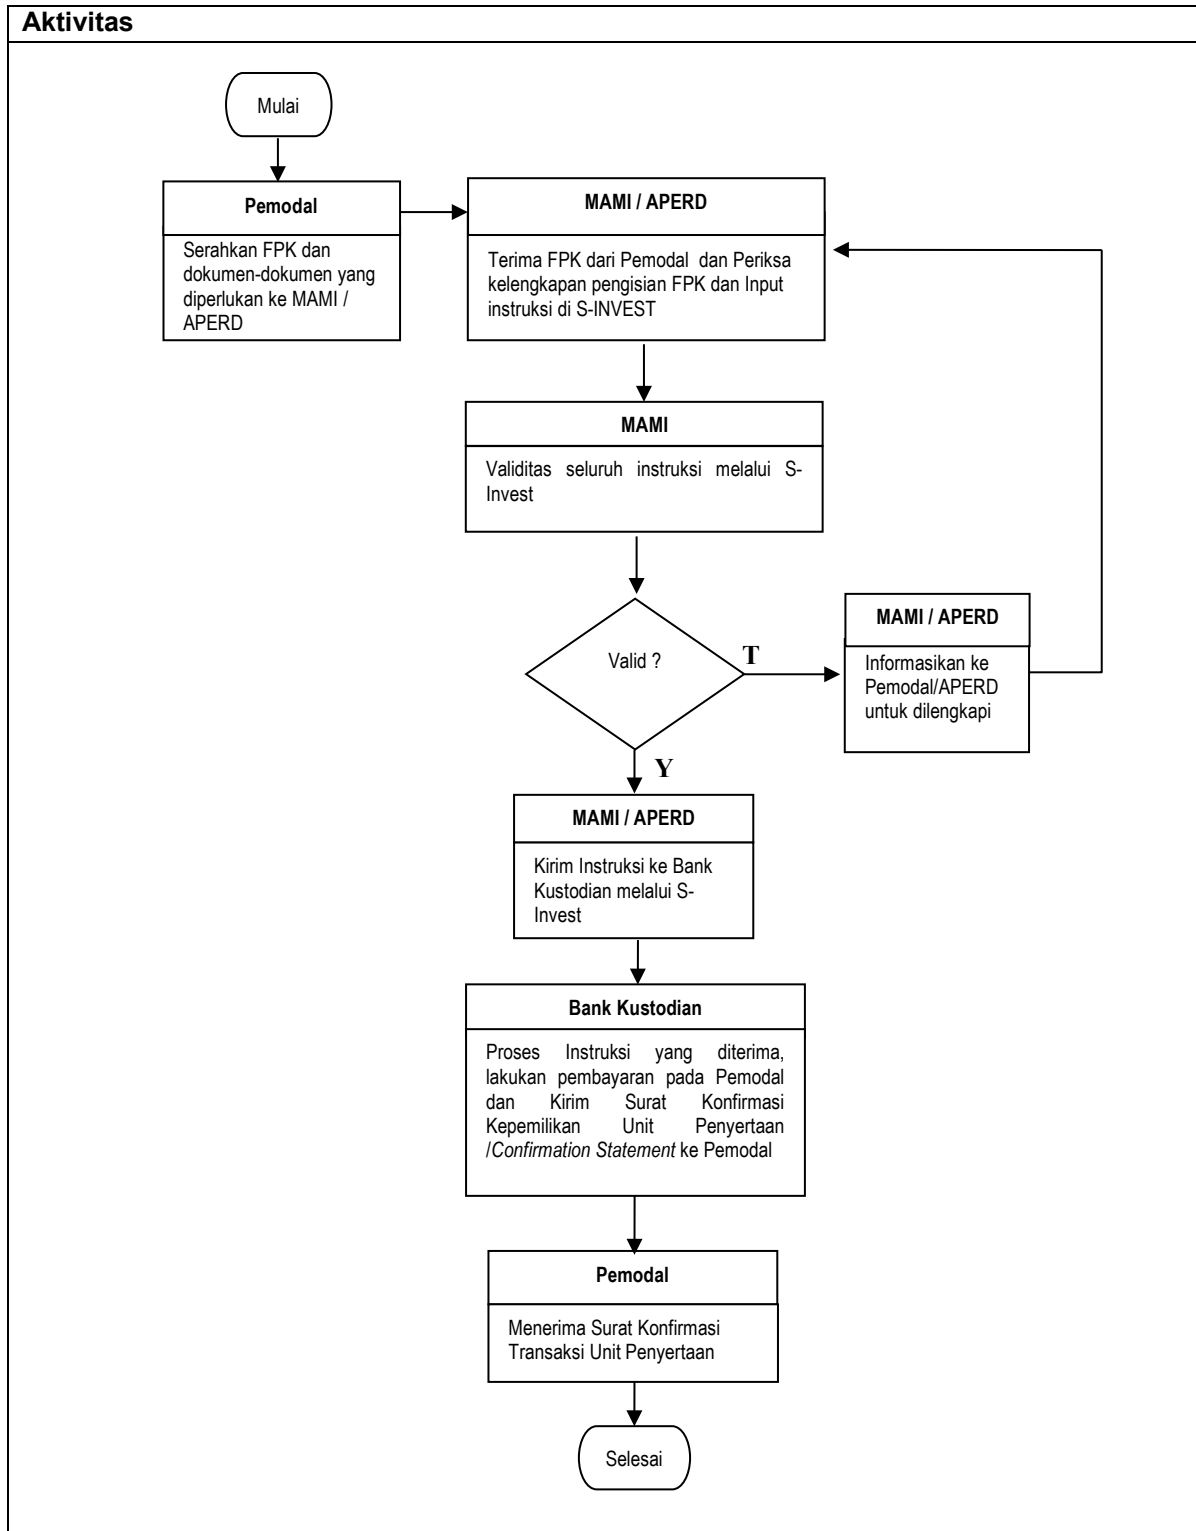 Aktivitas
Mulai
Pemodal
Serahkan FPK dan
dokumen-dokumen yang
diperlukan ke MAMI /
APERD
MAMI / APERD
Terima FPK dari Pemodal dan Periksa
kelengkapan pengisian FPK dan Input
instruksi di S-INVEST
MAMI
Validitas seluruh instruksi melalui S-
Invest
Valid ?
T
MAMI / APERD
Informasikan ke
Pemodal/APERD
untuk dilengkapi
Y
MAMI / APERD
Kirim Instruksi ke Bank
Kustodian melalui S-
Invest
Bank Kustodian
Proses Instruksi yang diterima,
lakukan pembayaran pada Pemodal
dan Kirim Surat Konfirmasi
Kepemilikan Unit Penyertaan
/Confirmation Statement ke Pemodal
Pemodal
Menerima Surat Konfirmasi
Transaksi Unit Penyertaan
Selesai